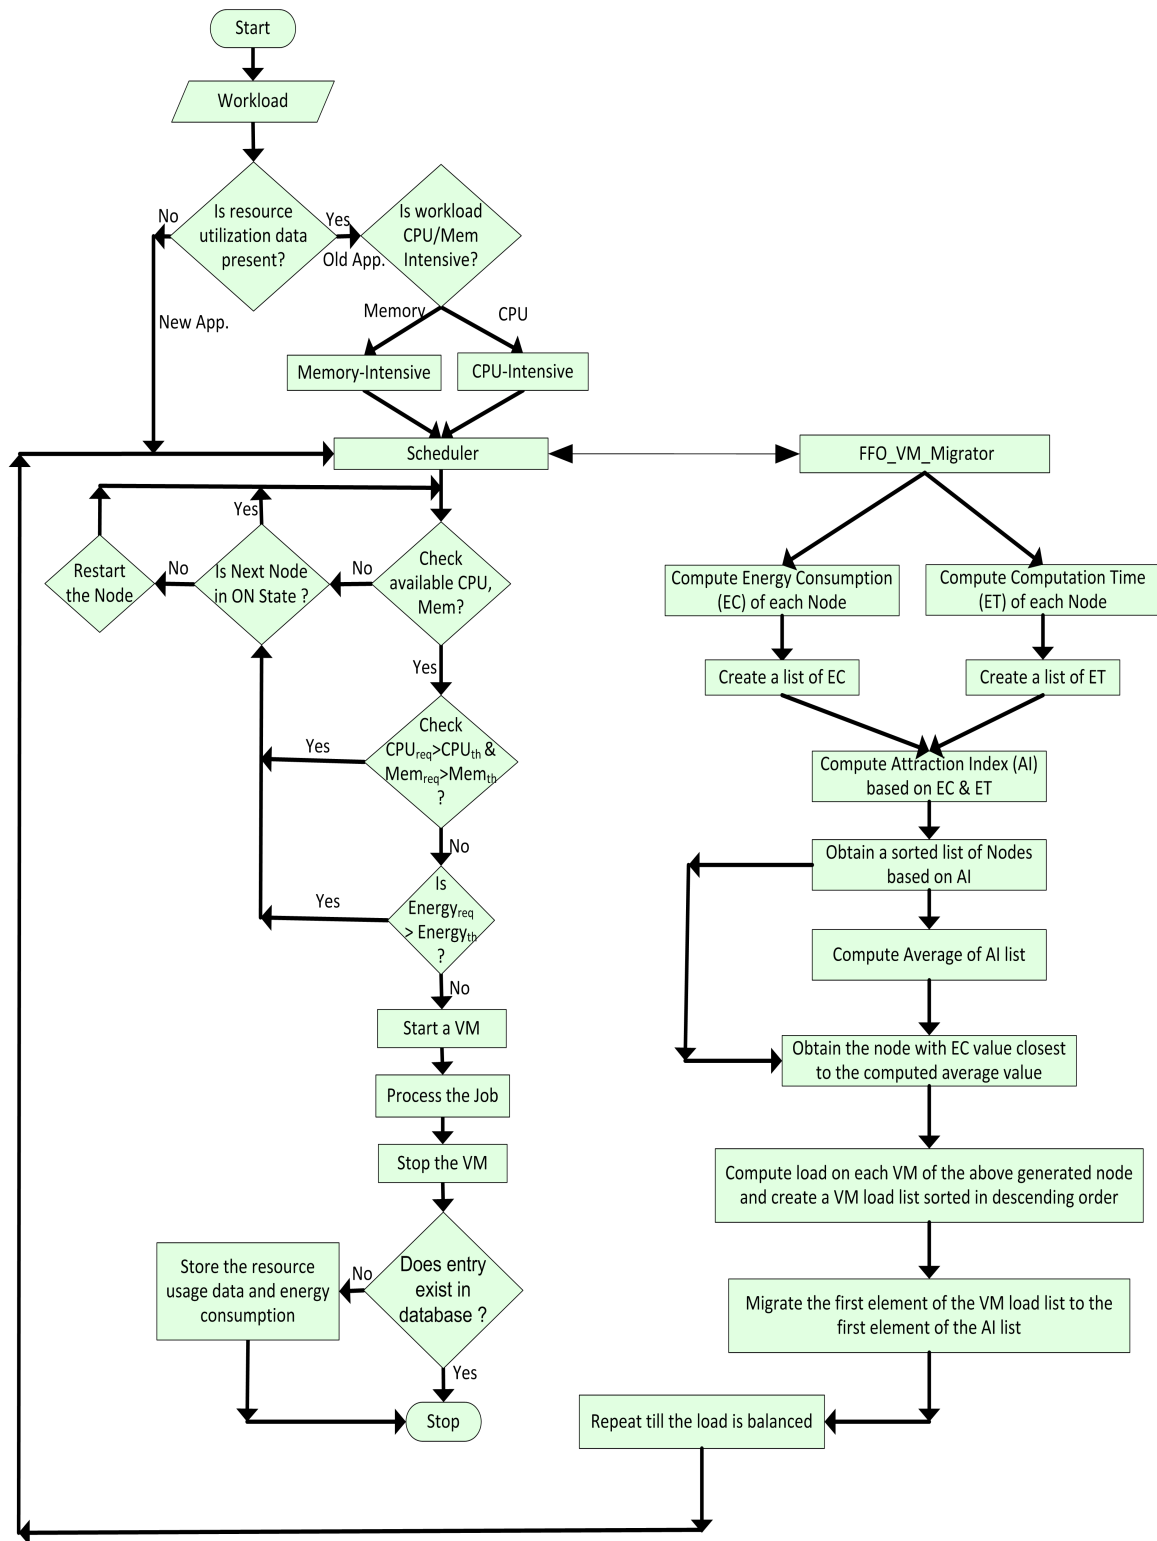 Start
Workload
Is resource
utilization data
present?
No
Yes
Old App.
New App.
Is workload
CPU/Mem
Intensive?
Memory
CPU
Memory-Intensive
CPU-Intensive
Scheduler
FFO_VM_Migrator
Yes
Restart
the Node
No
Is Next Node
in ON State ?
No
Check
available CPU,
Mem?
Yes
Check
CPUreq>CPUth &
Memreq>Memth
?
Yes
No
Is
Energyreq
> Energyth
?
Yes
No
Start a VM
Process the Job
Stop the VM
Does entry
exist in
database ?
No
Store the resource
usage data and energy
consumption
Yes
Stop
Compute Energy Consumption
(EC) of each Node
Compute Computation Time
(ET) of each Node
Create a list of EC
Create a list of ET
Compute Attraction Index (AI)
based on EC & ET
Obtain a sorted list of Nodes
based on AI
Compute Average of AI list
Obtain the node with EC value closest
to the computed average value
Compute load on each VM of the above generated node
and create a VM load list sorted in descending order
Migrate the first element of the VM load list to the
first element of the AI list
Repeat till the load is balanced